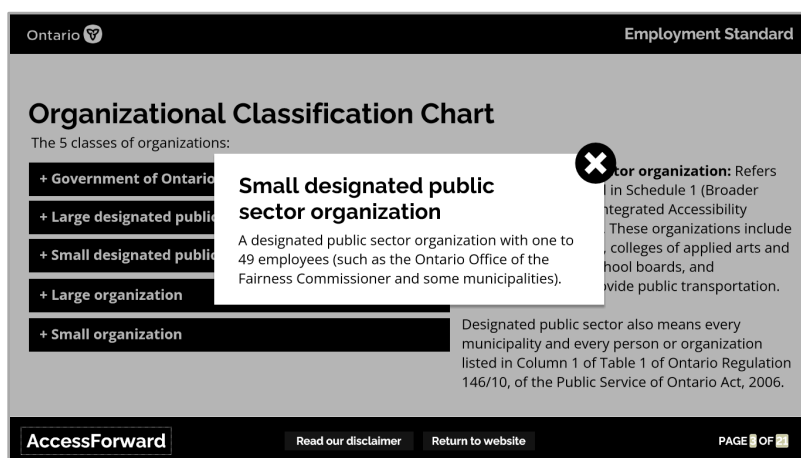 Ontario
Employment Standard
Organizational Classification Chart
The 5 classes of organizations:
+ Government of Ontario
+ Large designated public
+ Small designated public
+ Large organization
+ Small organization
Small designated public
sector organization
A designated public sector organization with one to
49 employees (such as the Ontario Office of the
Fairness Commissioner and some municipalities).
tor organization: Refers
in Schedule 1 (Broader
ntegrated Accessibility
. These organizations include
, colleges of applied arts and
hool boards, and
ovide public transportation.
Designated public sector also means every
municipality and every person or organization
listed in Column 1 of Table 1 of Ontario Regulation
146/10, of the Public Service of Ontario Act, 2006.
AccessForward
Read our disclaimer
Return to website
PAGE 3 OF 21